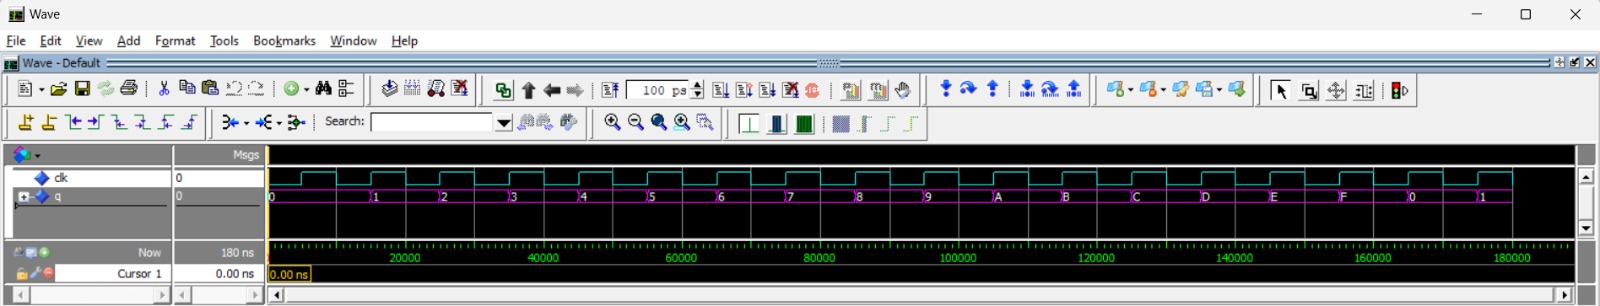 Wave
File Edit View Add Format Tools Bookmarks Window Help
Wave - Default
100 ps
Search:
Msgs
clk 0
q 0 0 1 2 3 4 5 6 7 8 9 A B C D E F 0 1
Now 180 ns 20000 40000 60000 80000 100000 120000 140000 160000 180000
Cursor 1 0.00 ns 0.00 ns